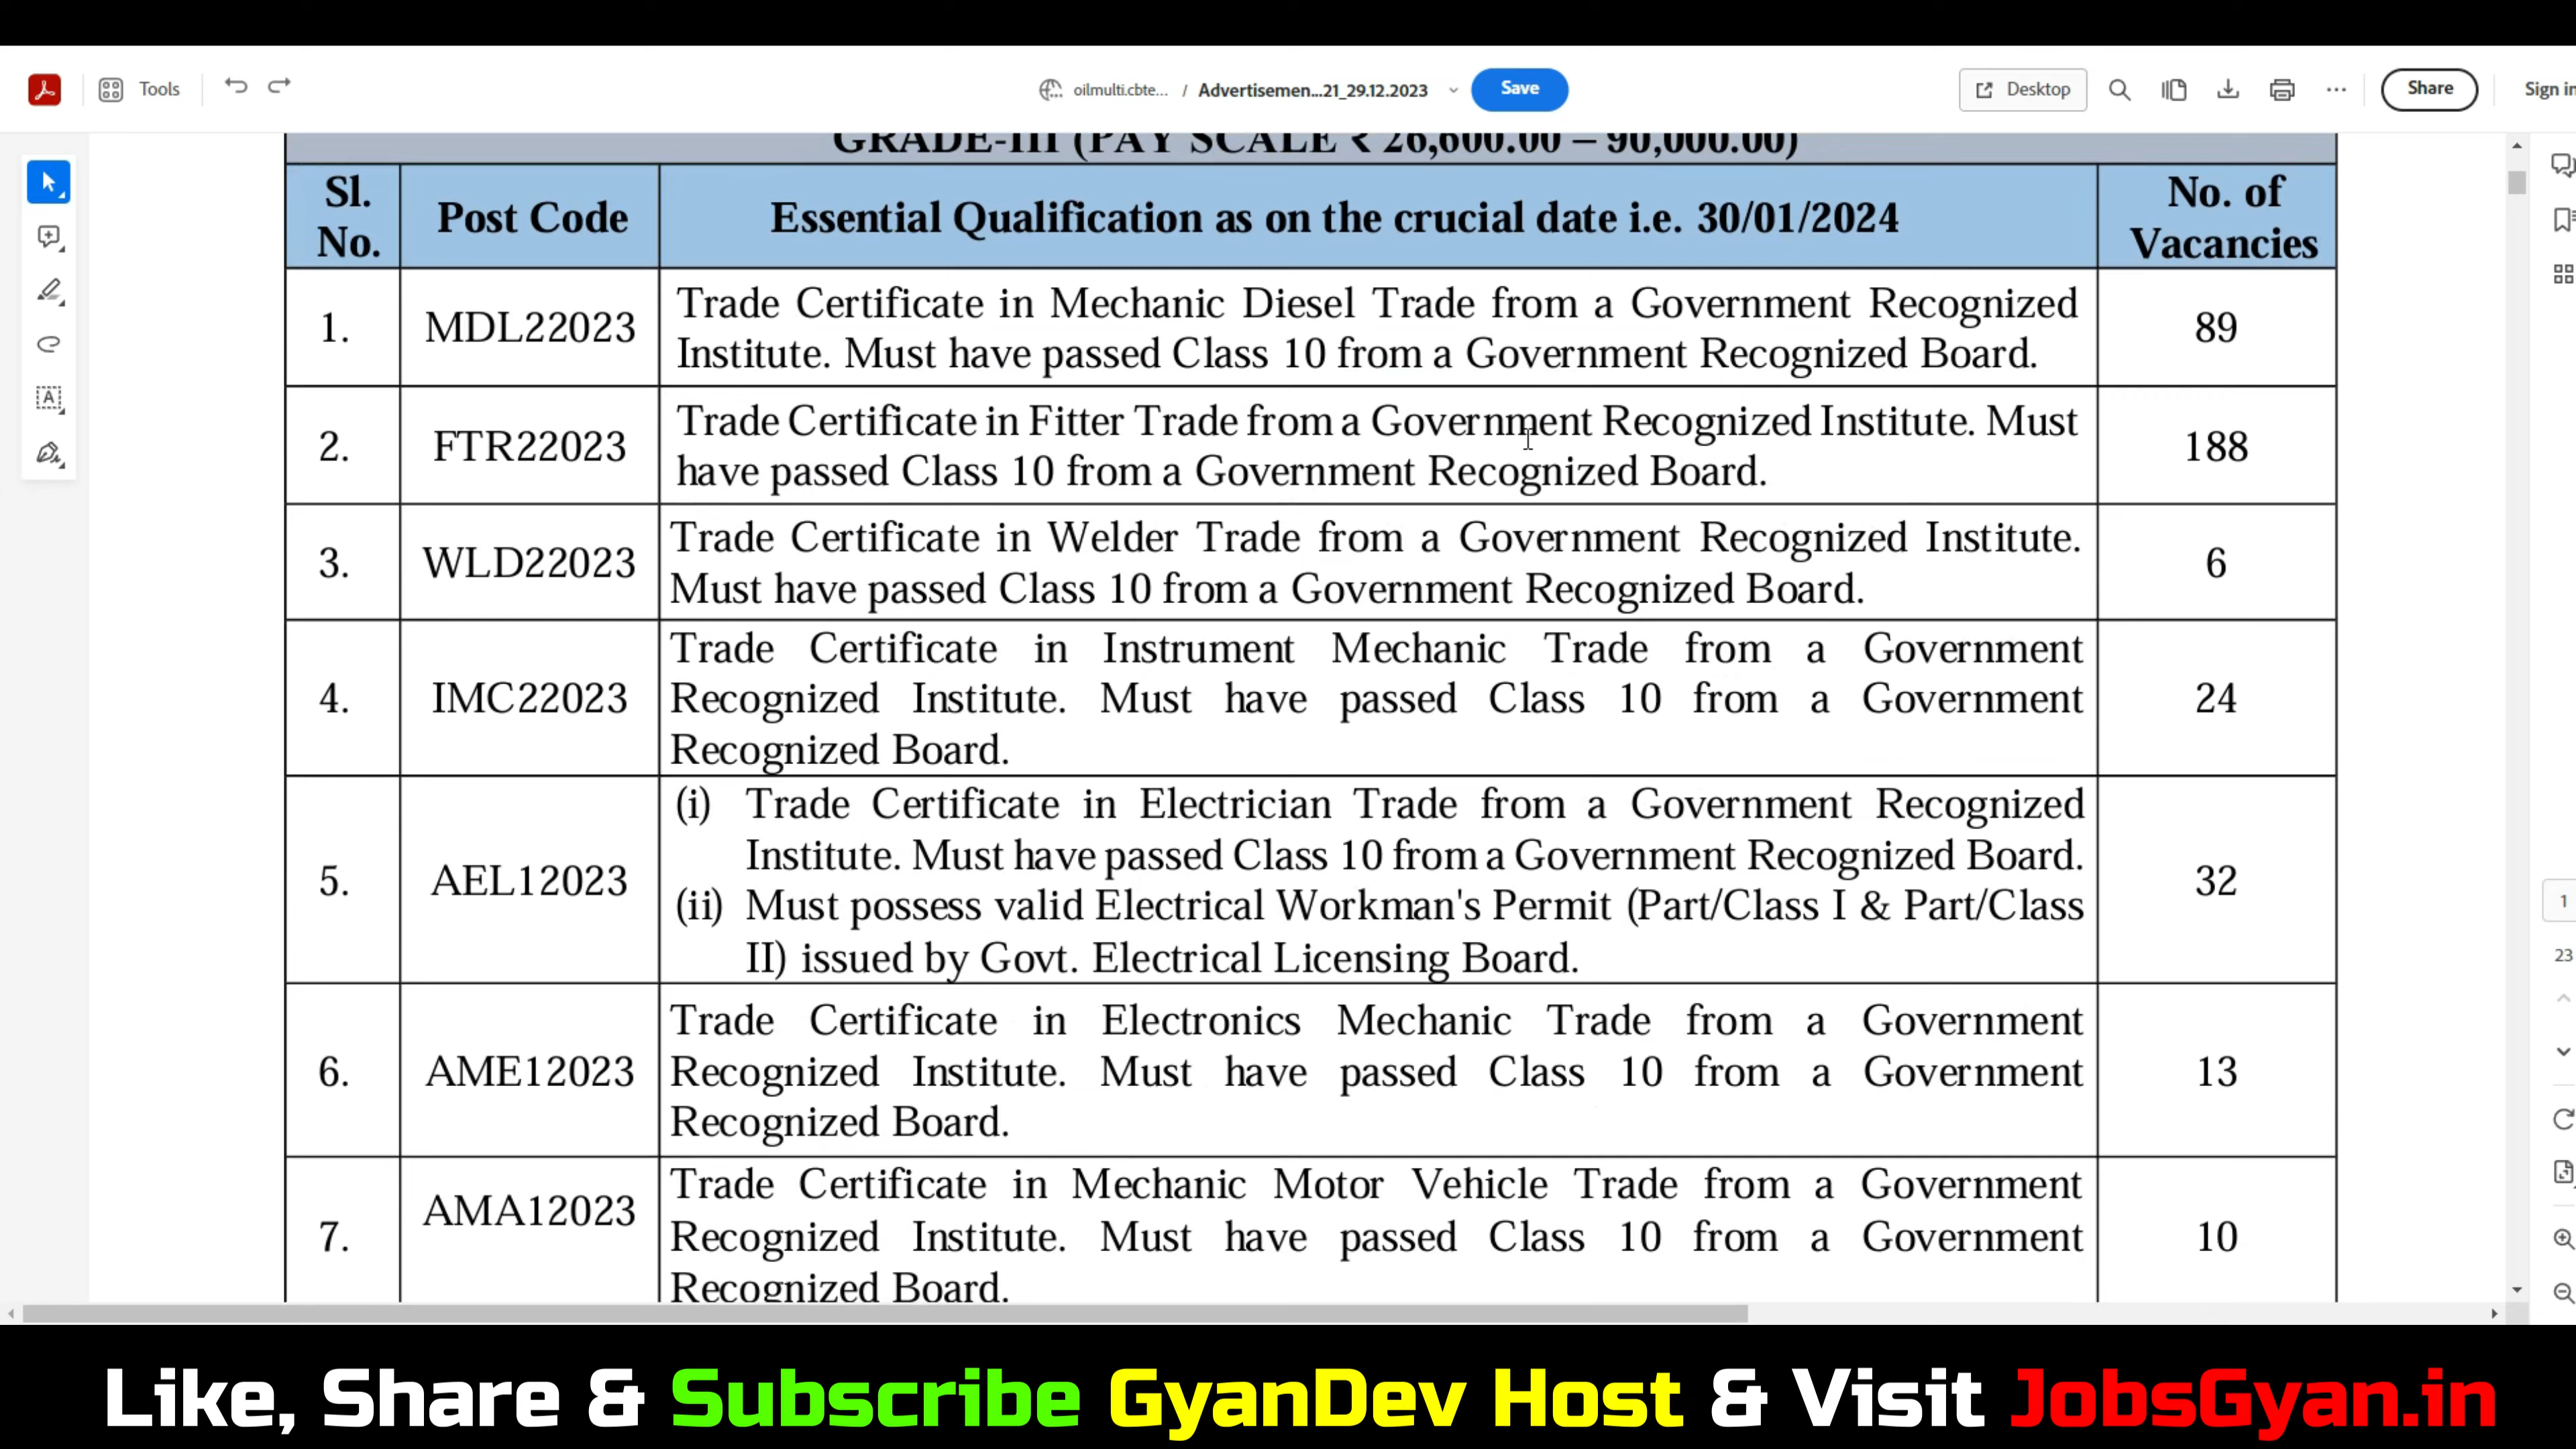 Tools
oilmulti.cbte... / Advertisemen...21_29.12.2023
Save
Desktop
Share
Sign in
GRADE-III (PAY SCALE ₹ 26,600.00 – 90,000.00)
Sl. No.
Post Code
Essential Qualification as on the crucial date i.e. 30/01/2024
No. of Vacancies
1.
MDL22023
Trade Certificate in Mechanic Diesel Trade from a Government Recognized
Institute. Must have passed Class 10 from a Government Recognized Board.
89
2.
FTR22023
Trade Certificate in Fitter Trade from a Government Recognized Institute. Must
have passed Class 10 from a Government Recognized Board.
188
3.
WLD22023
Trade Certificate in Welder Trade from a Government Recognized Institute.
Must have passed Class 10 from a Government Recognized Board.
6
4.
IMC22023
Trade Certificate in Instrument Mechanic Trade from a Government
Recognized Institute. Must have passed Class 10 from a Government
Recognized Board.
24
5.
AEL12023
(i) Trade Certificate in Electrician Trade from a Government Recognized
Institute. Must have passed Class 10 from a Government Recognized Board.
(ii) Must possess valid Electrical Workman's Permit (Part/Class I & Part/Class
II) issued by Govt. Electrical Licensing Board.
32
6.
AME12023
Trade Certificate in Electronics Mechanic Trade from a Government
Recognized Institute. Must have passed Class 10 from a Government
Recognized Board.
13
7.
AMA12023
Trade Certificate in Mechanic Motor Vehicle Trade from a Government
Recognized Institute. Must have passed Class 10 from a Government
Recognized Board.
10
1
23
Like, Share & Subscribe GyanDev Host & Visit JobsGyan.in